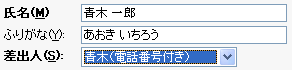 氏名(M) 青木 一郎
ふりがな(Y): あおき いちろう
差出人(S): 青木(電話番号付き)